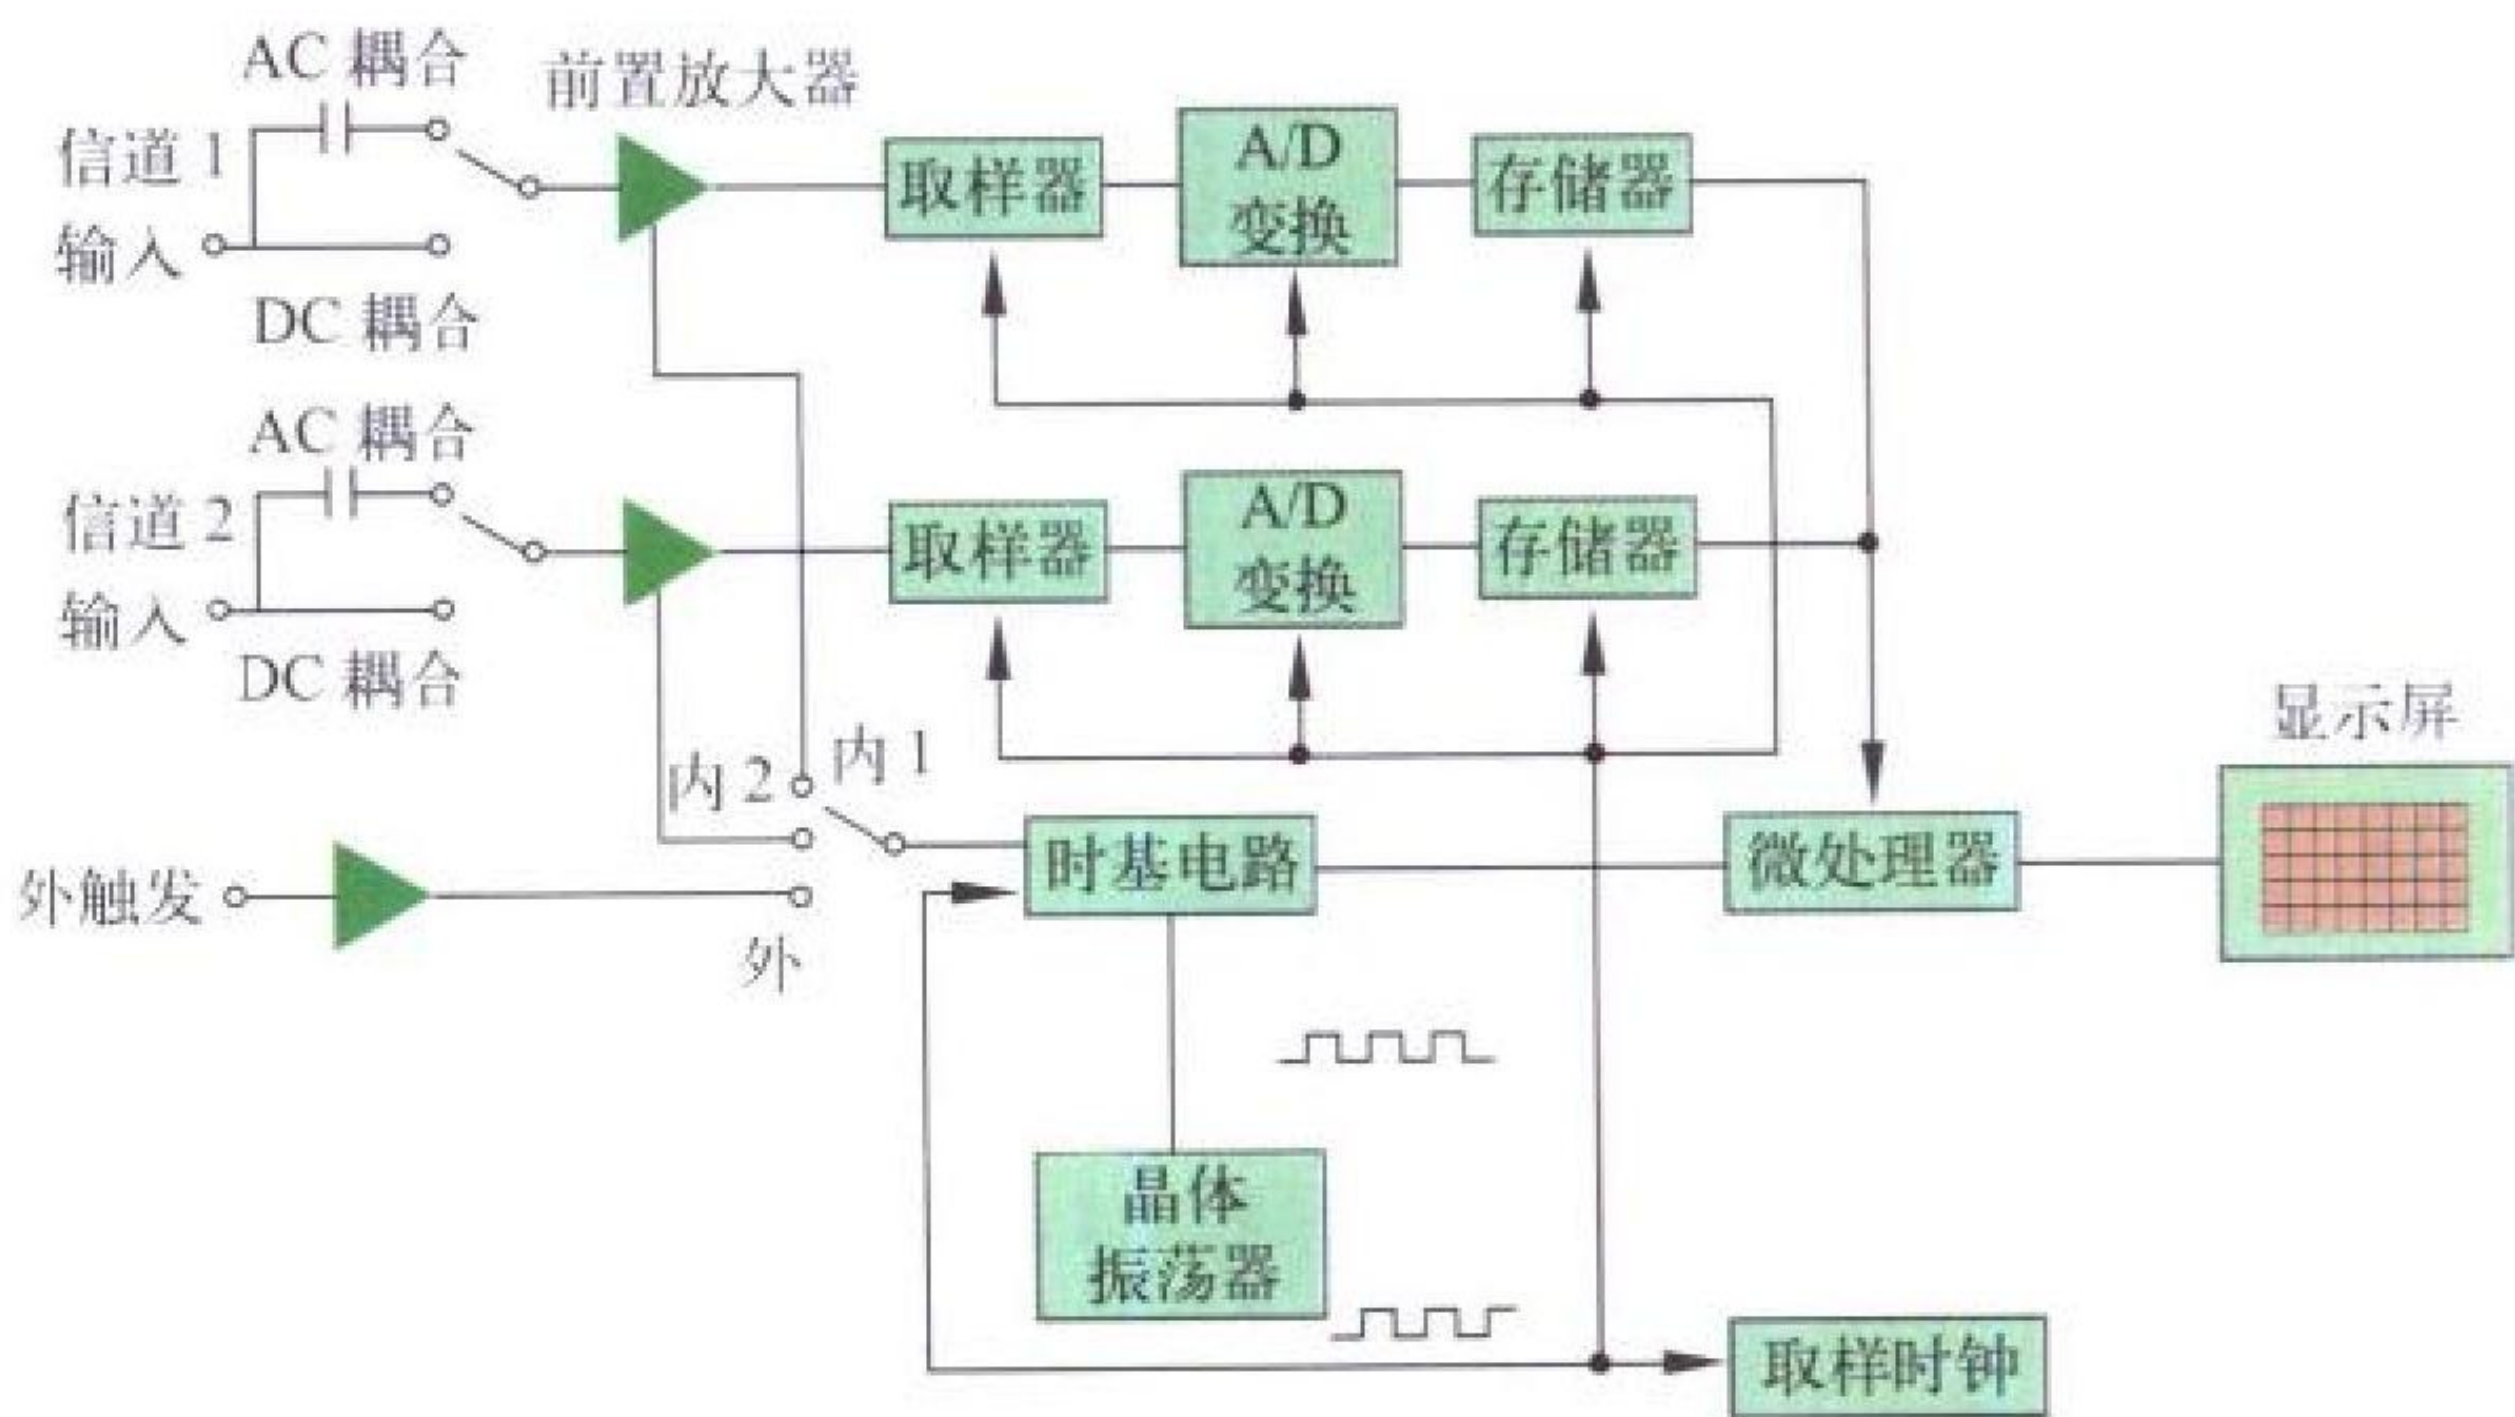 AC 耦合
前置放大器
信道 1
输入
DC 耦合
取样器
A/D
变换
存储器
AC 耦合
信道 2
输入
DC 耦合
取样器
A/D
变换
存储器
内 2
内 1
外触发
外
时基电路
微处理器
显示屏
晶体
振荡器
取样时钟